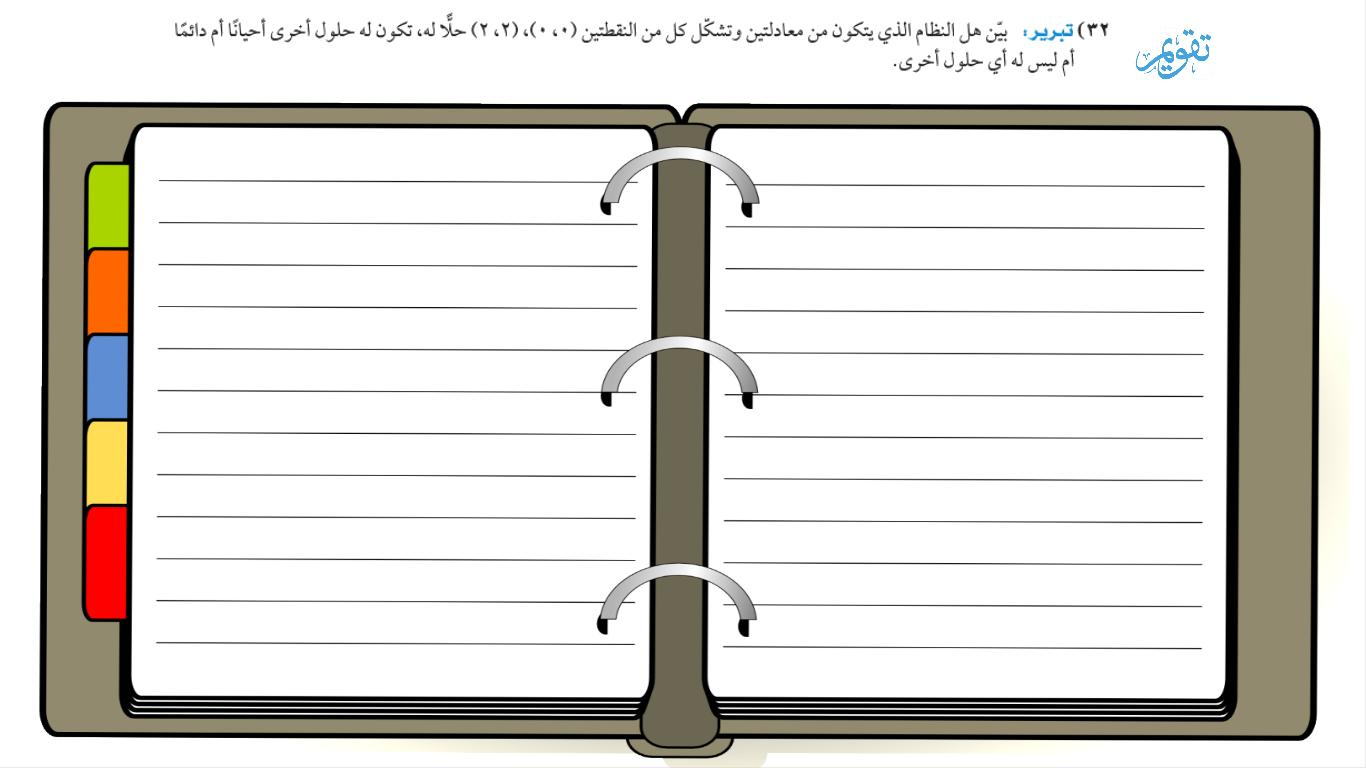 تقويم
٣٢) تبرير: بيّن هل النظام الذي يتكون من معادلتين وتشكّل كل من النقطتين (٠، ٠)، (٢، ٢) حلًّا له، تكون له حلول أخرى أحيانًا أم دائمًا
أم ليس له أي حلول أخرى.